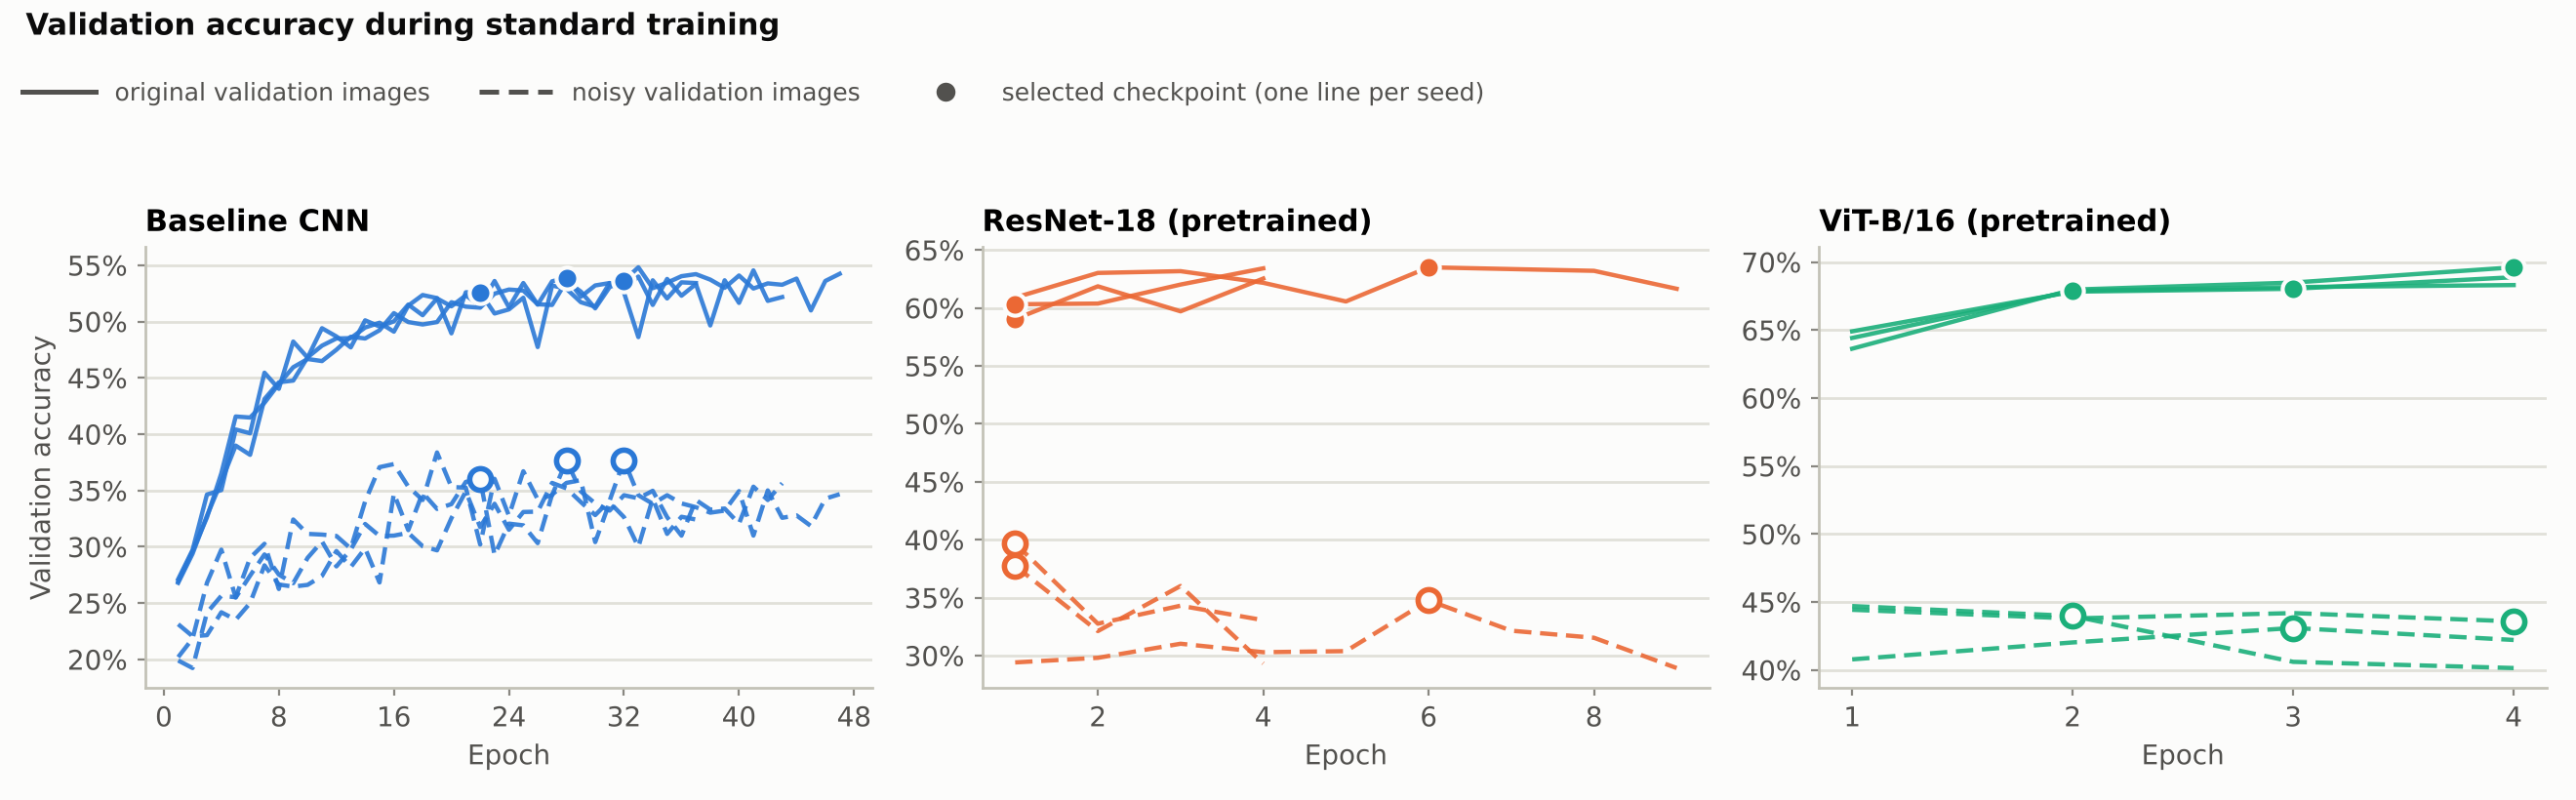 Validation accuracy during standard training
original validation images noisy validation images selected checkpoint (one line per seed)
Baseline CNN
Validation accuracy
55%
50%
45%
40%
35%
30%
25%
20%
0 8 16 24 32 40 48
Epoch
ResNet-18 (pretrained)
65%
60%
55%
50%
45%
40%
35%
30%
2 4 6 8
Epoch
ViT-B/16 (pretrained)
70%
65%
60%
55%
50%
45%
40%
1 2 3 4
Epoch